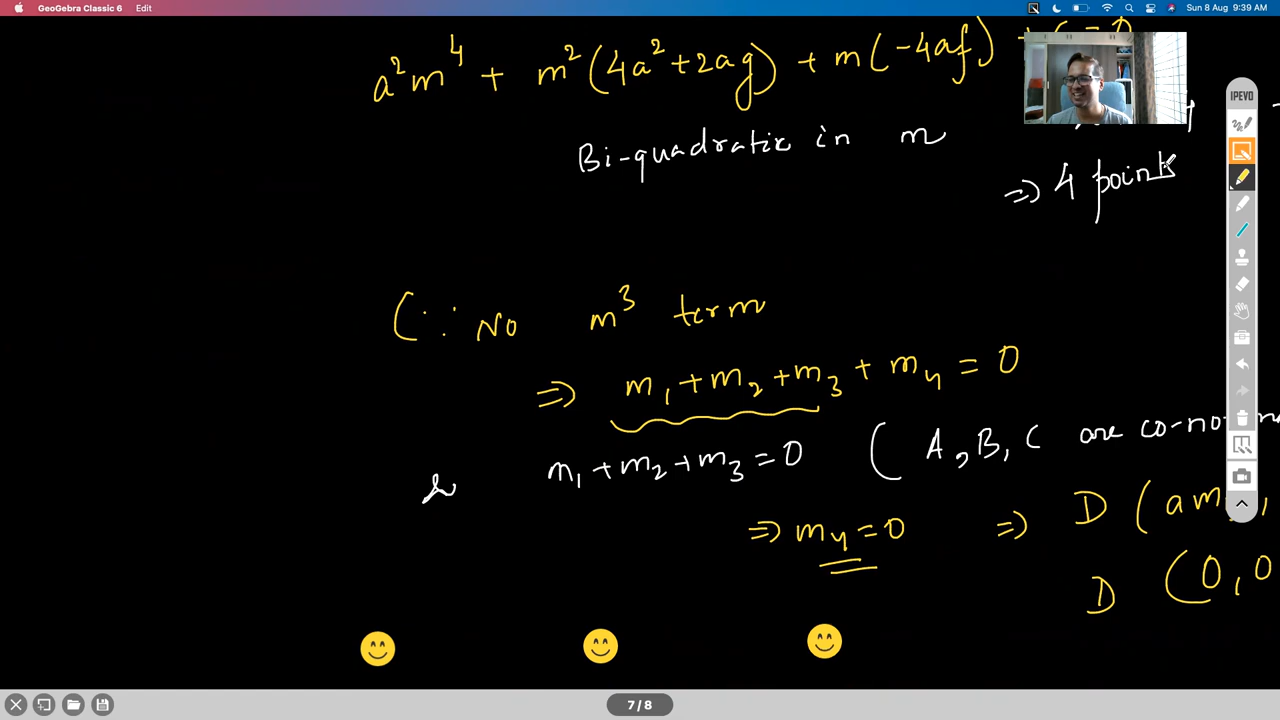 GeoGebra Classic 6 Edit Sun 8 Aug 9:39 AM
a²m⁴ + m²(4a²+2ag) + m(-4af)
IPEVO
Bi-quadratic in m
⇒ 4 points
(∵ No m³ term
⇒ m₁+m₂+m₃+m₄=0
& m₁+m₂+m₃=0 (A,B,C are
⇒ m₄=0 ⇒ D (am
D (0,0
7 / 8